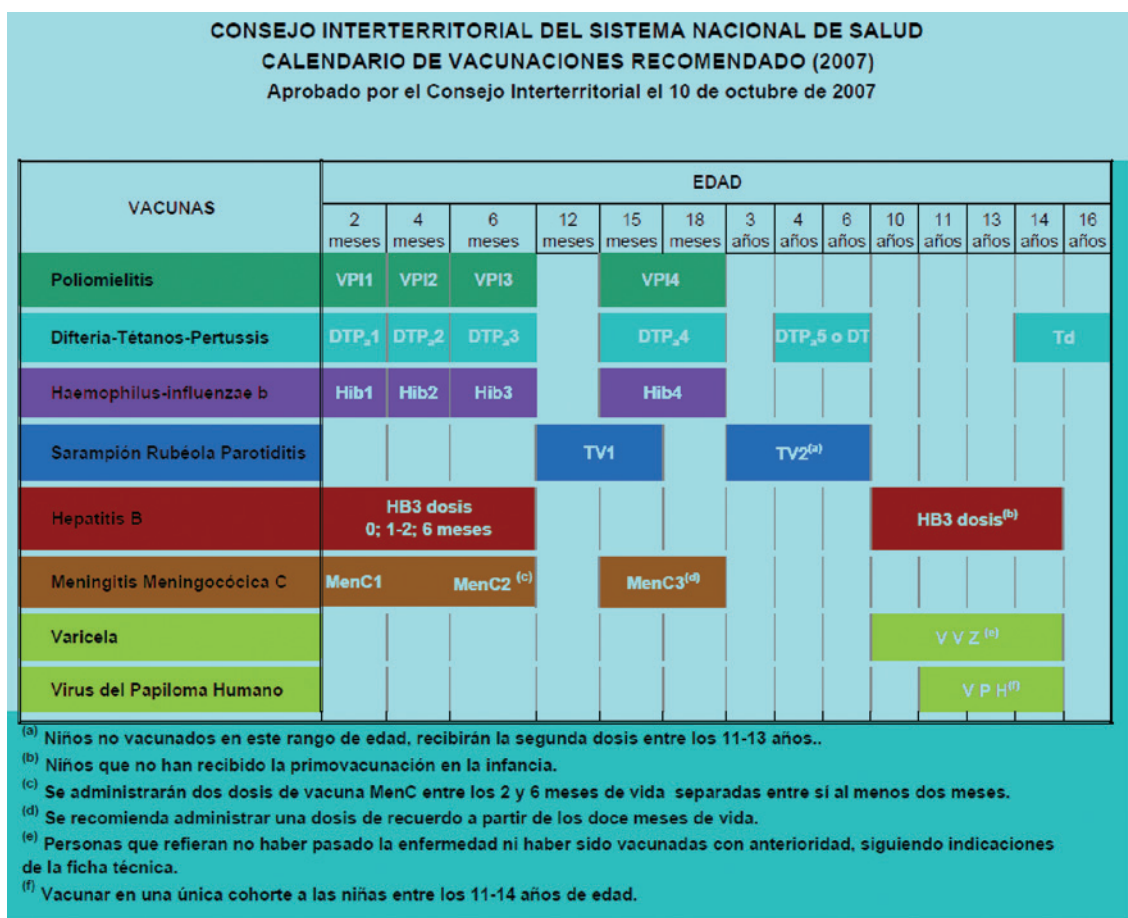 CONSEJO INTERTERRITORIAL DEL SISTEMA NACIONAL DE SALUD
CALENDARIO DE VACUNACIONES RECOMENDADO (2007)
Aprobado por el Consejo Interterritorial el 10 de octubre de 2007
VACUNAS
EDAD
2 meses
4 meses
6 meses
12 meses
15 meses
18 meses
3 años
4 años
6 años
10 años
11 años
13 años
14 años
16 años
Poliomielitis
VPI1 VPI2 VPI3 VPI4
Difteria-Tétanos-Pertussis
DTPa1 DTPa2 DTPa3 DTPa4 DTPa5 o DT Td
Haemophilus-influenzae b
Hib1 Hib2 Hib3 Hib4
Sarampión Rubéola Parotiditis
TV1 TV2(a)
Hepatitis B
HB3 dosis
0; 1-2; 6 meses
HB3 dosis(b)
Meningitis Meningocócica C
MenC1 MenC2 (c) MenC3(d)
Varicela
V V Z (e)
Virus del Papiloma Humano
V P H(f)
(a) Niños no vacunados en este rango de edad, recibirán la segunda dosis entre los 11-13 años..
(b) Niños que no han recibido la primovacunación en la infancia.
(c) Se administrarán dos dosis de vacuna MenC entre los 2 y 6 meses de vida separadas entre sí al menos dos meses.
(d) Se recomienda administrar una dosis de recuerdo a partir de los doce meses de vida.
(e) Personas que refieran no haber pasado la enfermedad ni haber sido vacunadas con anterioridad, siguiendo indicaciones
de la ficha técnica.
(f) Vacunar en una única cohorte a las niñas entre los 11-14 años de edad.